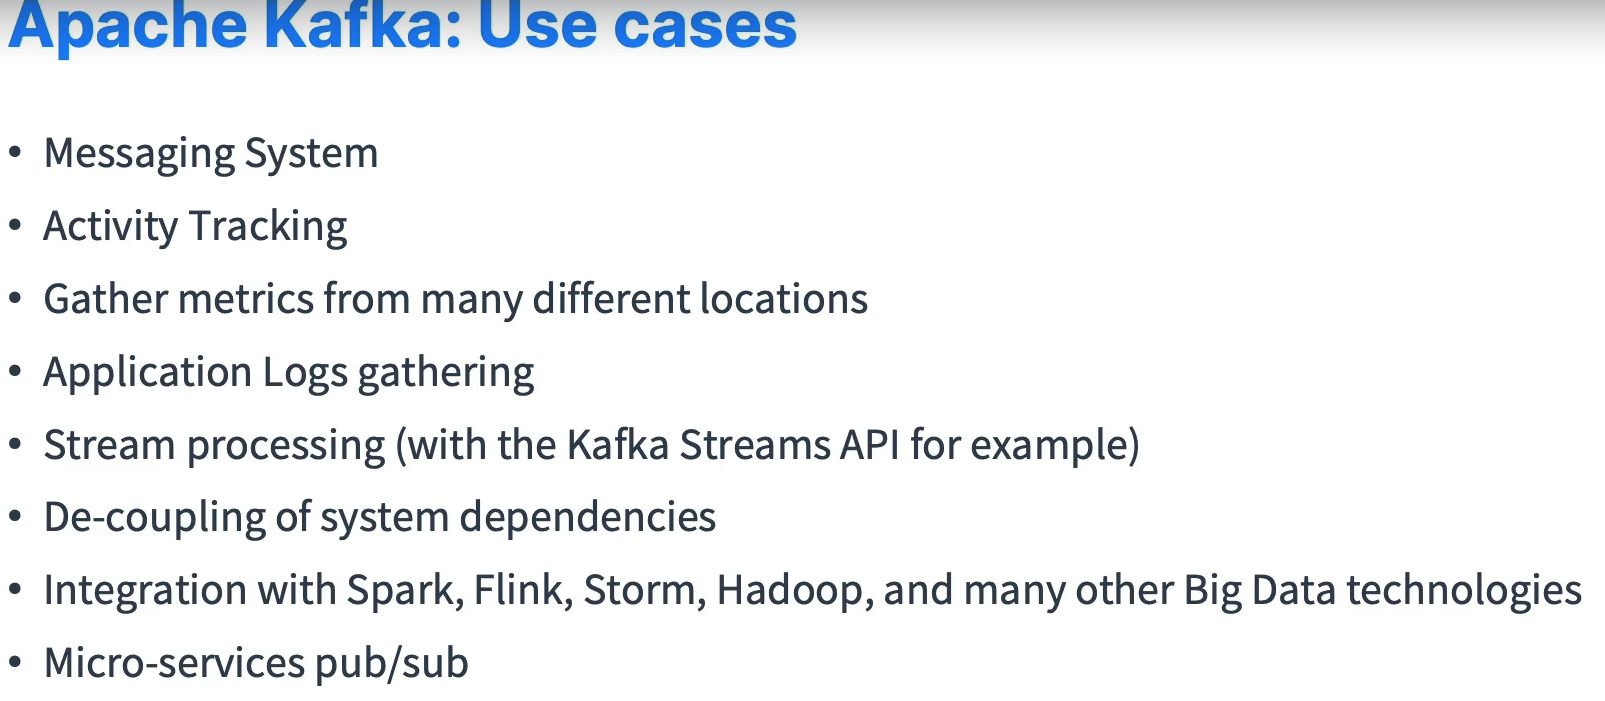 Apache Kafka: Use cases
• Messaging System
• Activity Tracking
• Gather metrics from many different locations
• Application Logs gathering
• Stream processing (with the Kafka Streams API for example)
• De-coupling of system dependencies
• Integration with Spark, Flink, Storm, Hadoop, and many other Big Data technologies
• Micro-services pub/sub